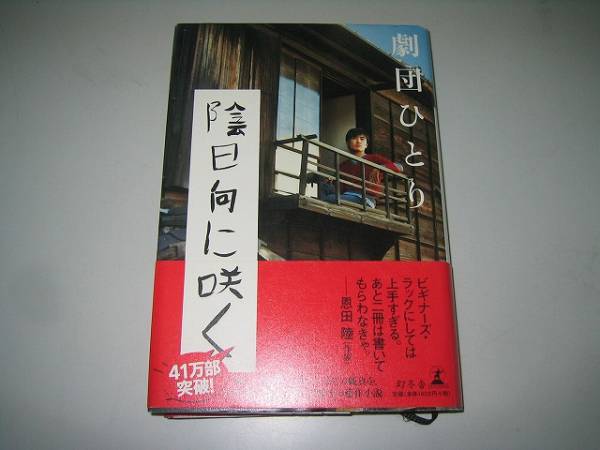 劇団ひとり
陰日向に咲く
ビギナーズ・
ラックにしては
上手すぎる。
あと二冊は書いて
もらわなきゃ。
――恩田 陸
41万部
突破!
幻冬舎